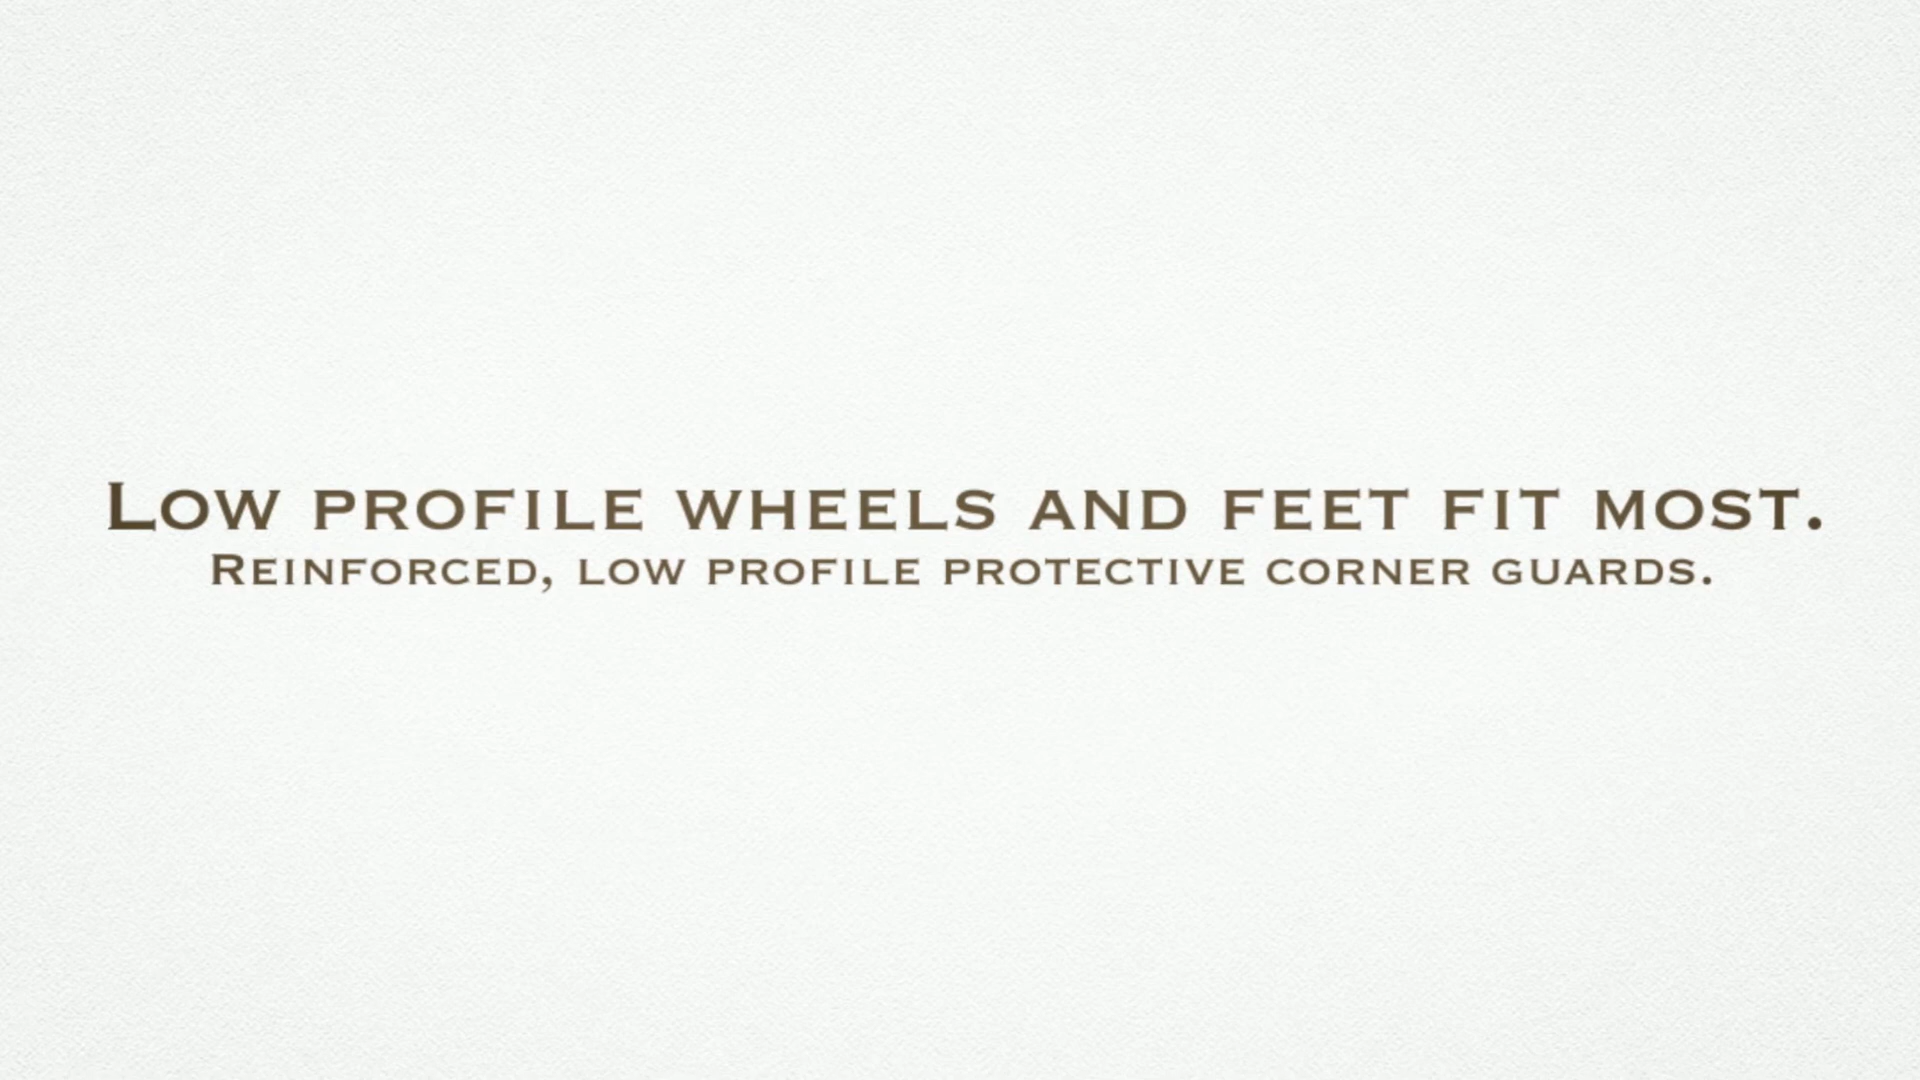 Low profile wheels and feet fit most.
Reinforced, low profile protective corner guards.